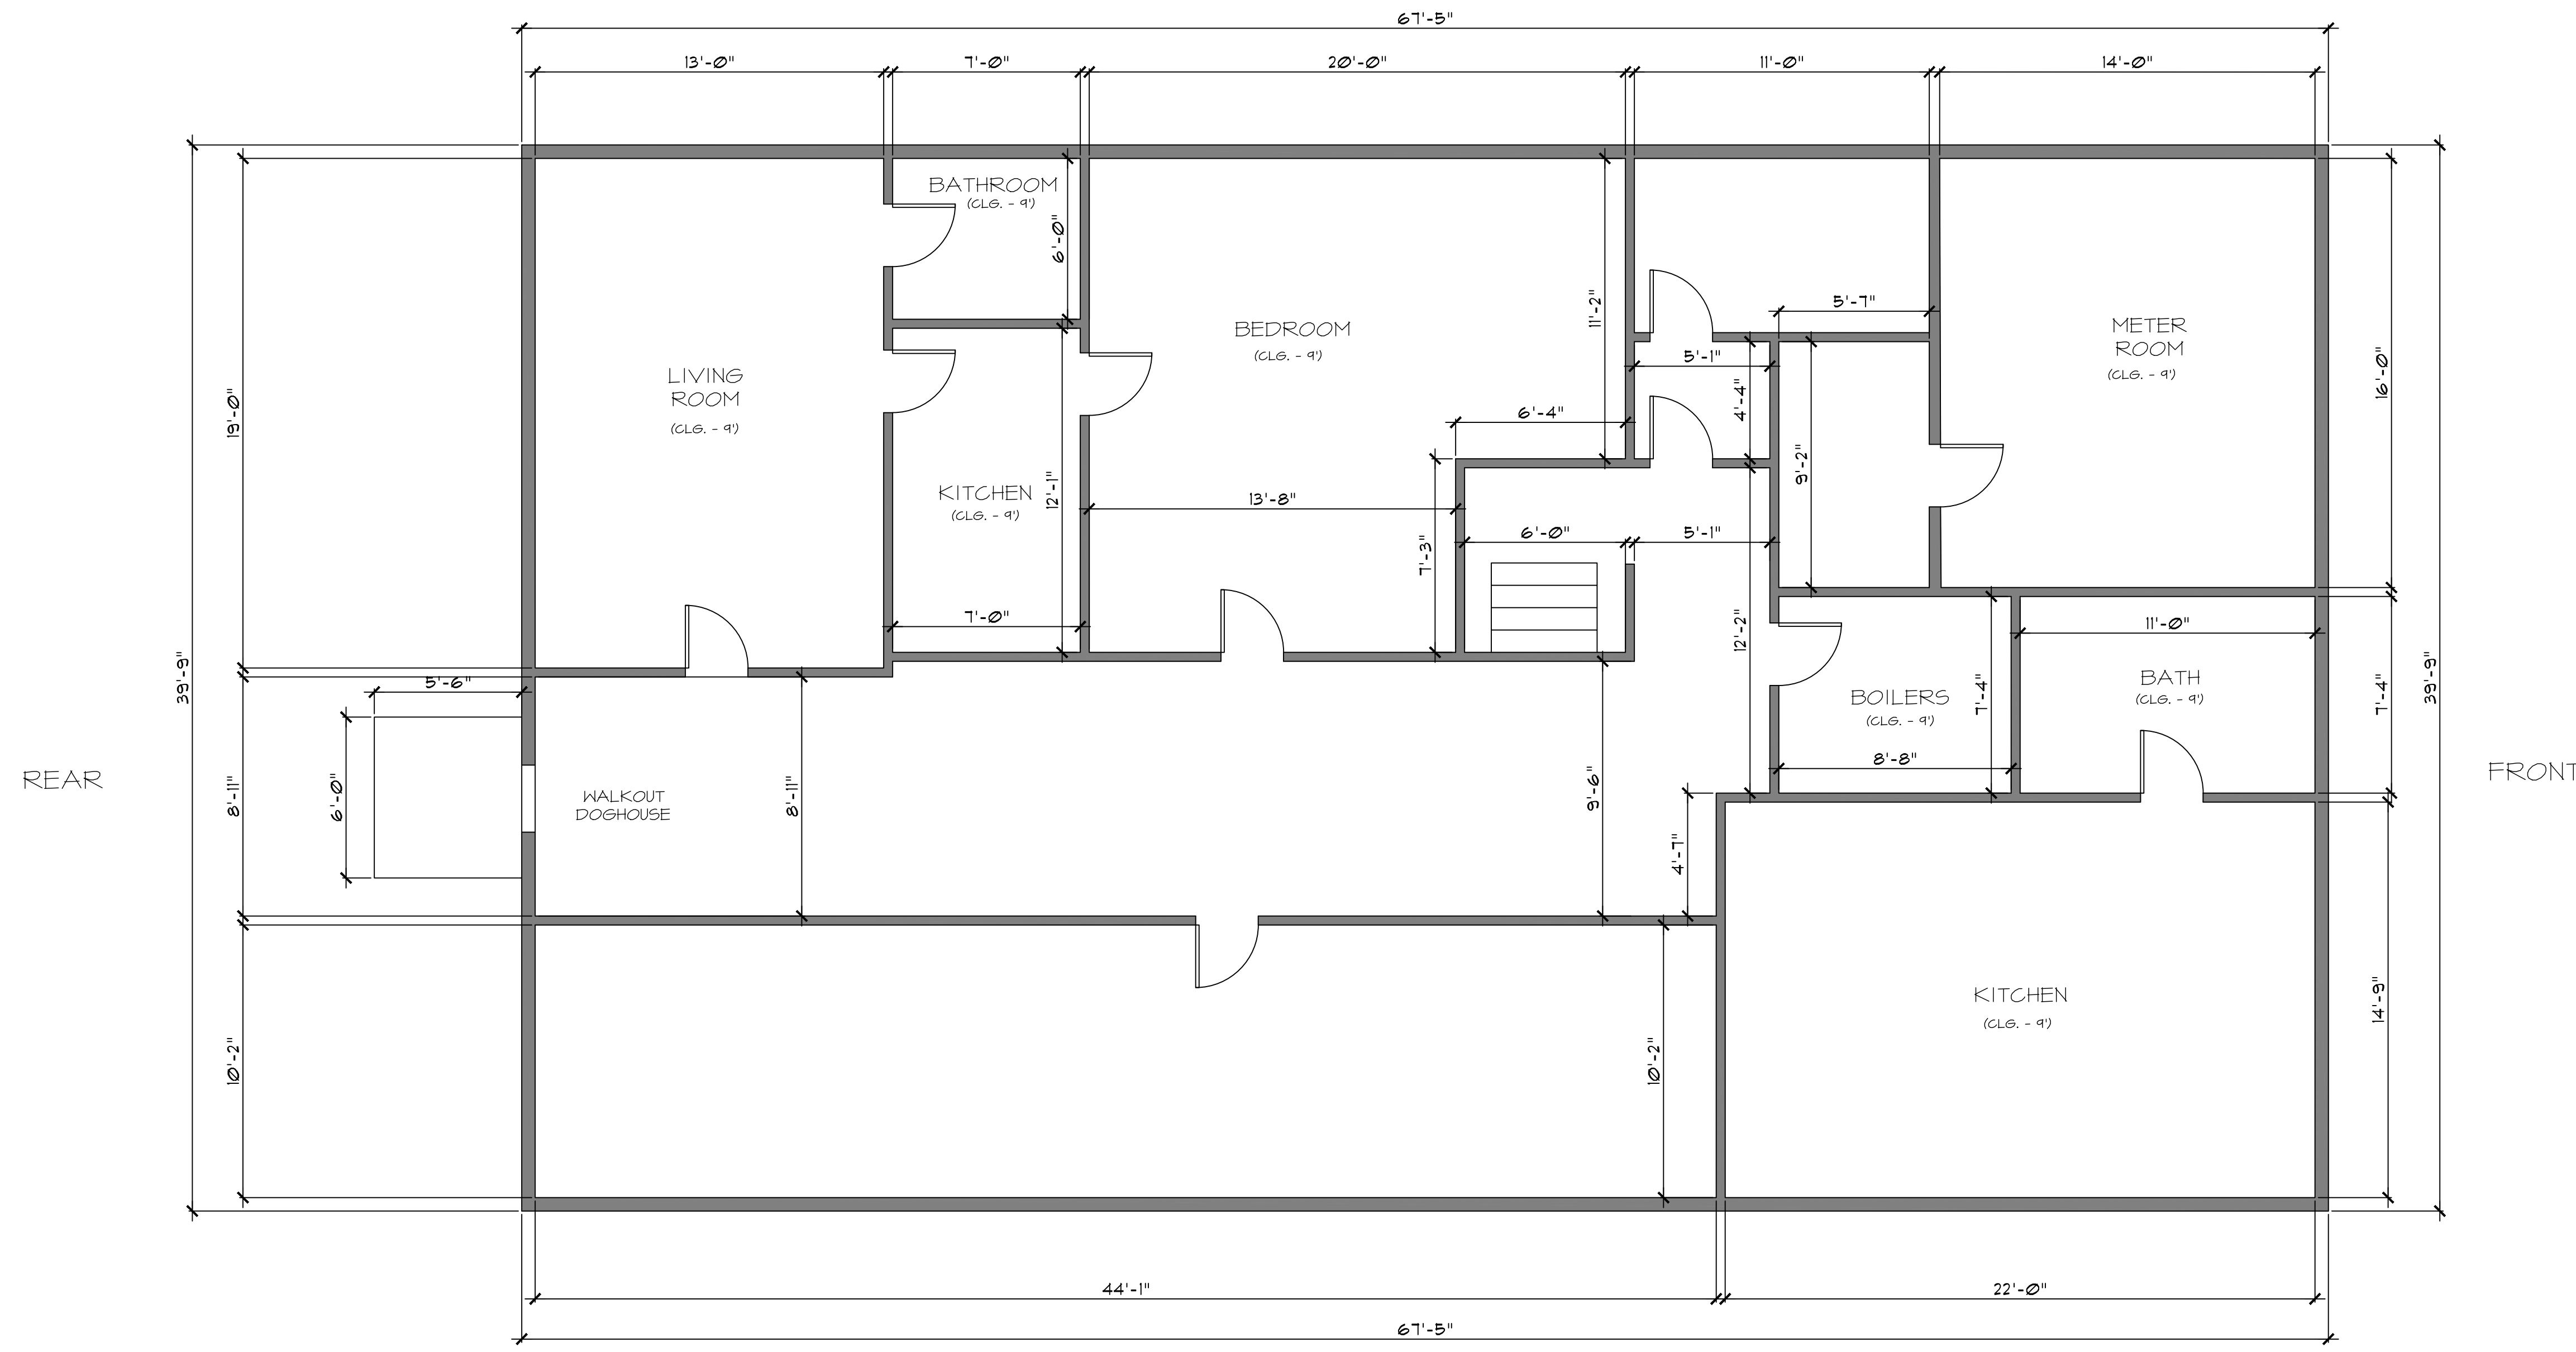 67'-5"
13'-0"
7'-0"
20'-0"
11'-0"
14'-0"
BATHROOM
(CLG. - 9')
6'-0"
11'-2"
5'-7"
BEDROOM
(CLG. - 9')
METER
ROOM
(CLG. - 9')
5'-1"
4'-4"
16'-0"
LIVING
ROOM
(CLG. - 9')
19'-0"
6'-4"
9'-2"
KITCHEN
(CLG. - 9')
12'-1"
13'-8"
7'-3"
6'-0"
5'-1"
7'-0"
12'-2"
11'-0"
39'-9"
5'-6"
BOILERS
(CLG. - 9')
7'-4"
BATH
(CLG. - 9')
7'-4"
39'-9"
8'-8"
REAR
6'-0"
8'-11"
WALKOUT
DOGHOUSE
8'-11"
9'-6"
4'-7"
FRONT
10'-2"
10'-2"
KITCHEN
(CLG. - 9')
14'-9"
44'-1"
22'-0"
67'-5"